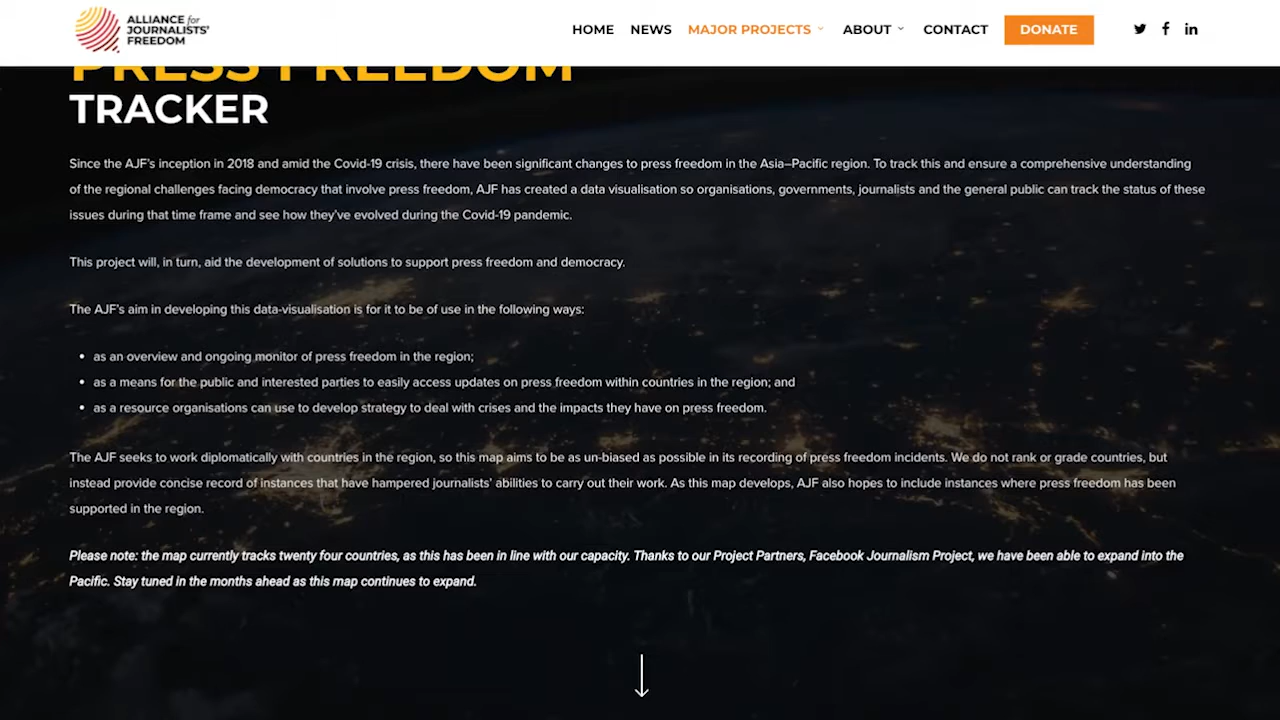 ALLIANCE for
JOURNALISTS'
FREEDOM
HOME NEWS MAJOR PROJECTS ABOUT CONTACT DONATE
PRESS FREEDOM
TRACKER
Since the AJF's inception in 2018 and amid the Covid-19 crisis, there have been significant changes to press freedom in the Asia–Pacific region. To track this and ensure a comprehensive understanding
of the regional challenges facing democracy that involve press freedom, AJF has created a data visualisation so organisations, governments, journalists and the general public can track the status of these
issues during that time frame and see how they've evolved during the Covid-19 pandemic.
This project will, in turn, aid the development of solutions to support press freedom and democracy.
The AJF's aim in developing this data-visualisation is for it to be of use in the following ways:
• as an overview and ongoing monitor of press freedom in the region;
• as a means for the public and interested parties to easily access updates on press freedom within countries in the region; and
• as a resource organisations can use to develop strategy to deal with crises and the impacts they have on press freedom.
The AJF seeks to work diplomatically with countries in the region, so this map aims to be as un-biased as possible in its recording of press freedom incidents. We do not rank or grade countries, but
instead provide concise record of instances that have hampered journalists' abilities to carry out their work. As this map develops, AJF also hopes to include instances where press freedom has been
supported in the region.
Please note: the map currently tracks twenty four countries, as this has been in line with our capacity. Thanks to our Project Partners, Facebook Journalism Project, we have been able to expand into the
Pacific. Stay tuned in the months ahead as this map continues to expand.